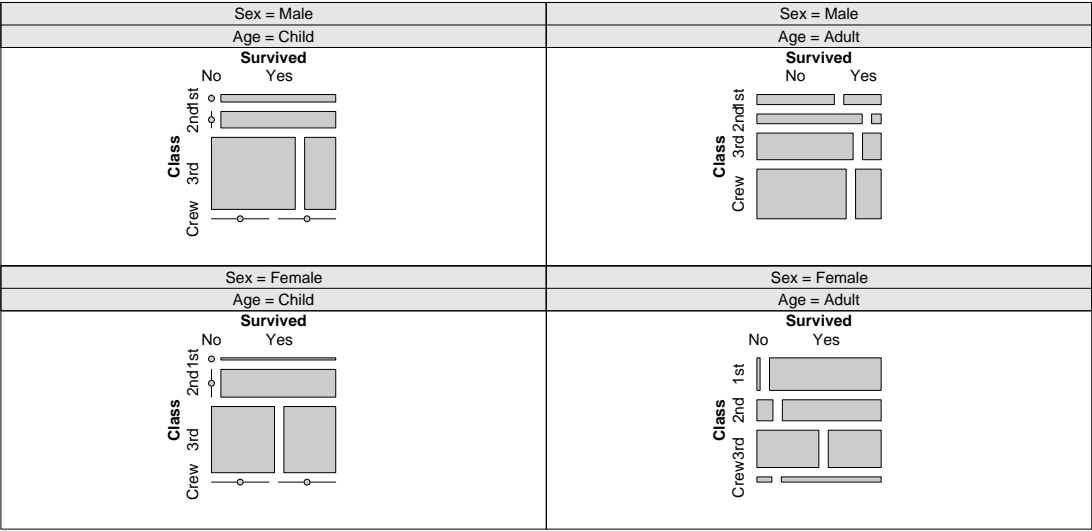 Sex = Male
Age = Child
Survived
No Yes
Class
1st
2nd
3rd
Crew
Sex = Male
Age = Adult
Survived
No Yes
Class
1st
2nd
3rd
Crew
Sex = Female
Age = Child
Survived
No Yes
Class
1st
2nd
3rd
Crew
Sex = Female
Age = Adult
Survived
No Yes
Class
1st
2nd
3rd
Crew